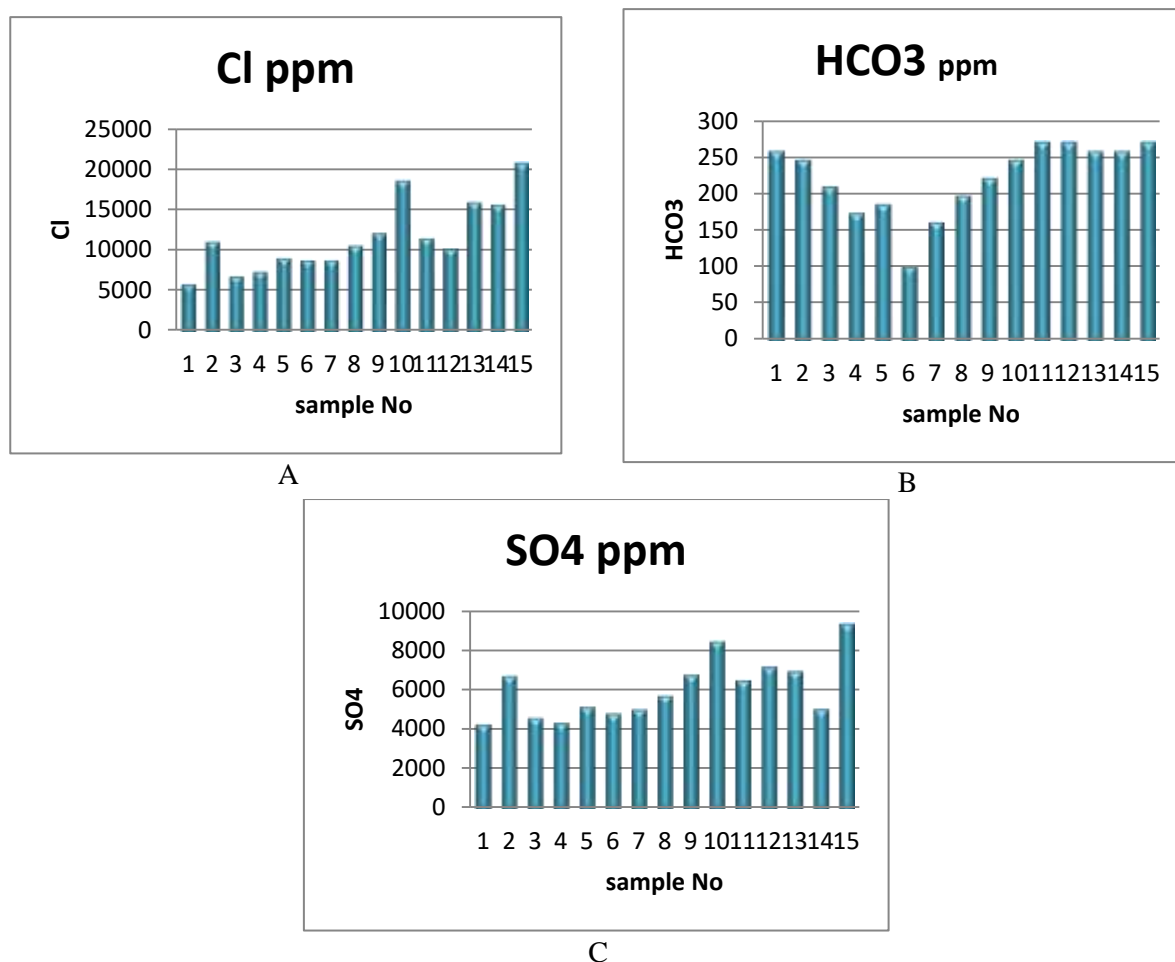 Cl ppm
25000
20000
15000
10000
5000
0
Cl
1 2 3 4 5 6 7 8 9 10 11 12 13 14 15
sample No
A
HCO3 ppm
300
250
200
150
100
50
0
HCO3
1 2 3 4 5 6 7 8 9 10 11 12 13 14 15
sample No
B
SO4 ppm
10000
8000
6000
4000
2000
0
SO4
1 2 3 4 5 6 7 8 9 10 11 12 13 14 15
sample No
C